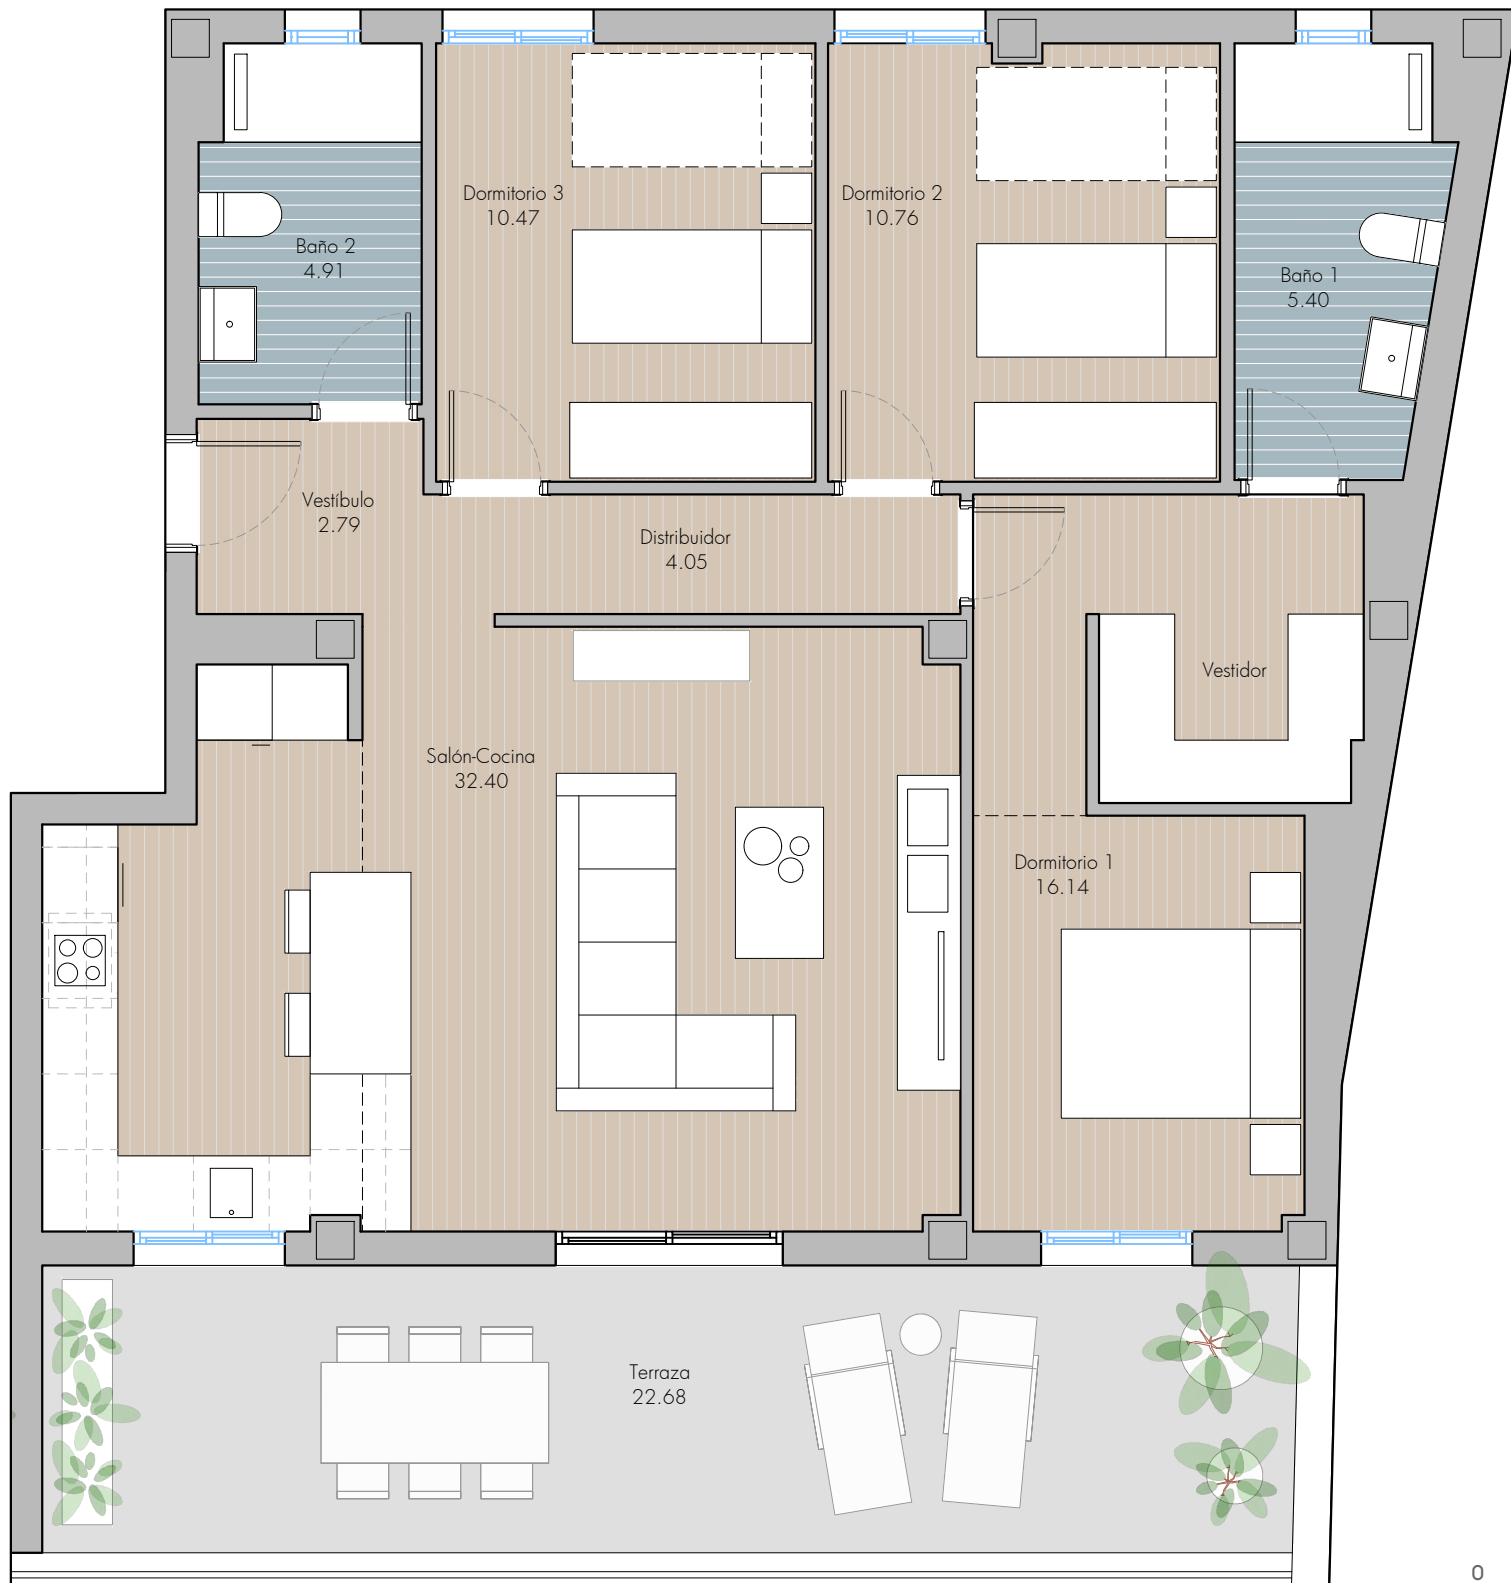 Dormitorio 3
10.47
Dormitorio 2
10.76
Baño 2
4.91
Baño 1
5.40
Vestíbulo
2.79
Distribuidor
4.05
Vestidor
Salón-Cocina
32.40
Dormitorio 1
16.14
Terraza
22.68
0